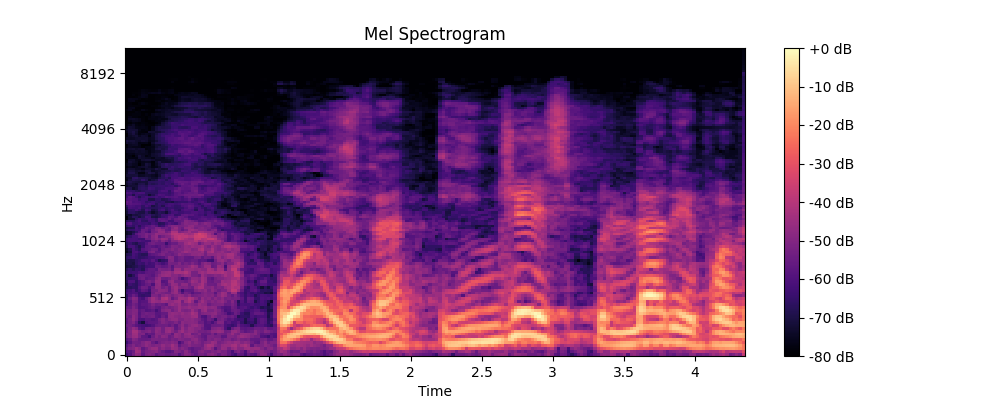 Mel Spectrogram
Hz
8192
4096
2048
1024
512
0
0 0.5 1 1.5 2 2.5 3 3.5 4
Time
+0 dB
-10 dB
-20 dB
-30 dB
-40 dB
-50 dB
-60 dB
-70 dB
-80 dB